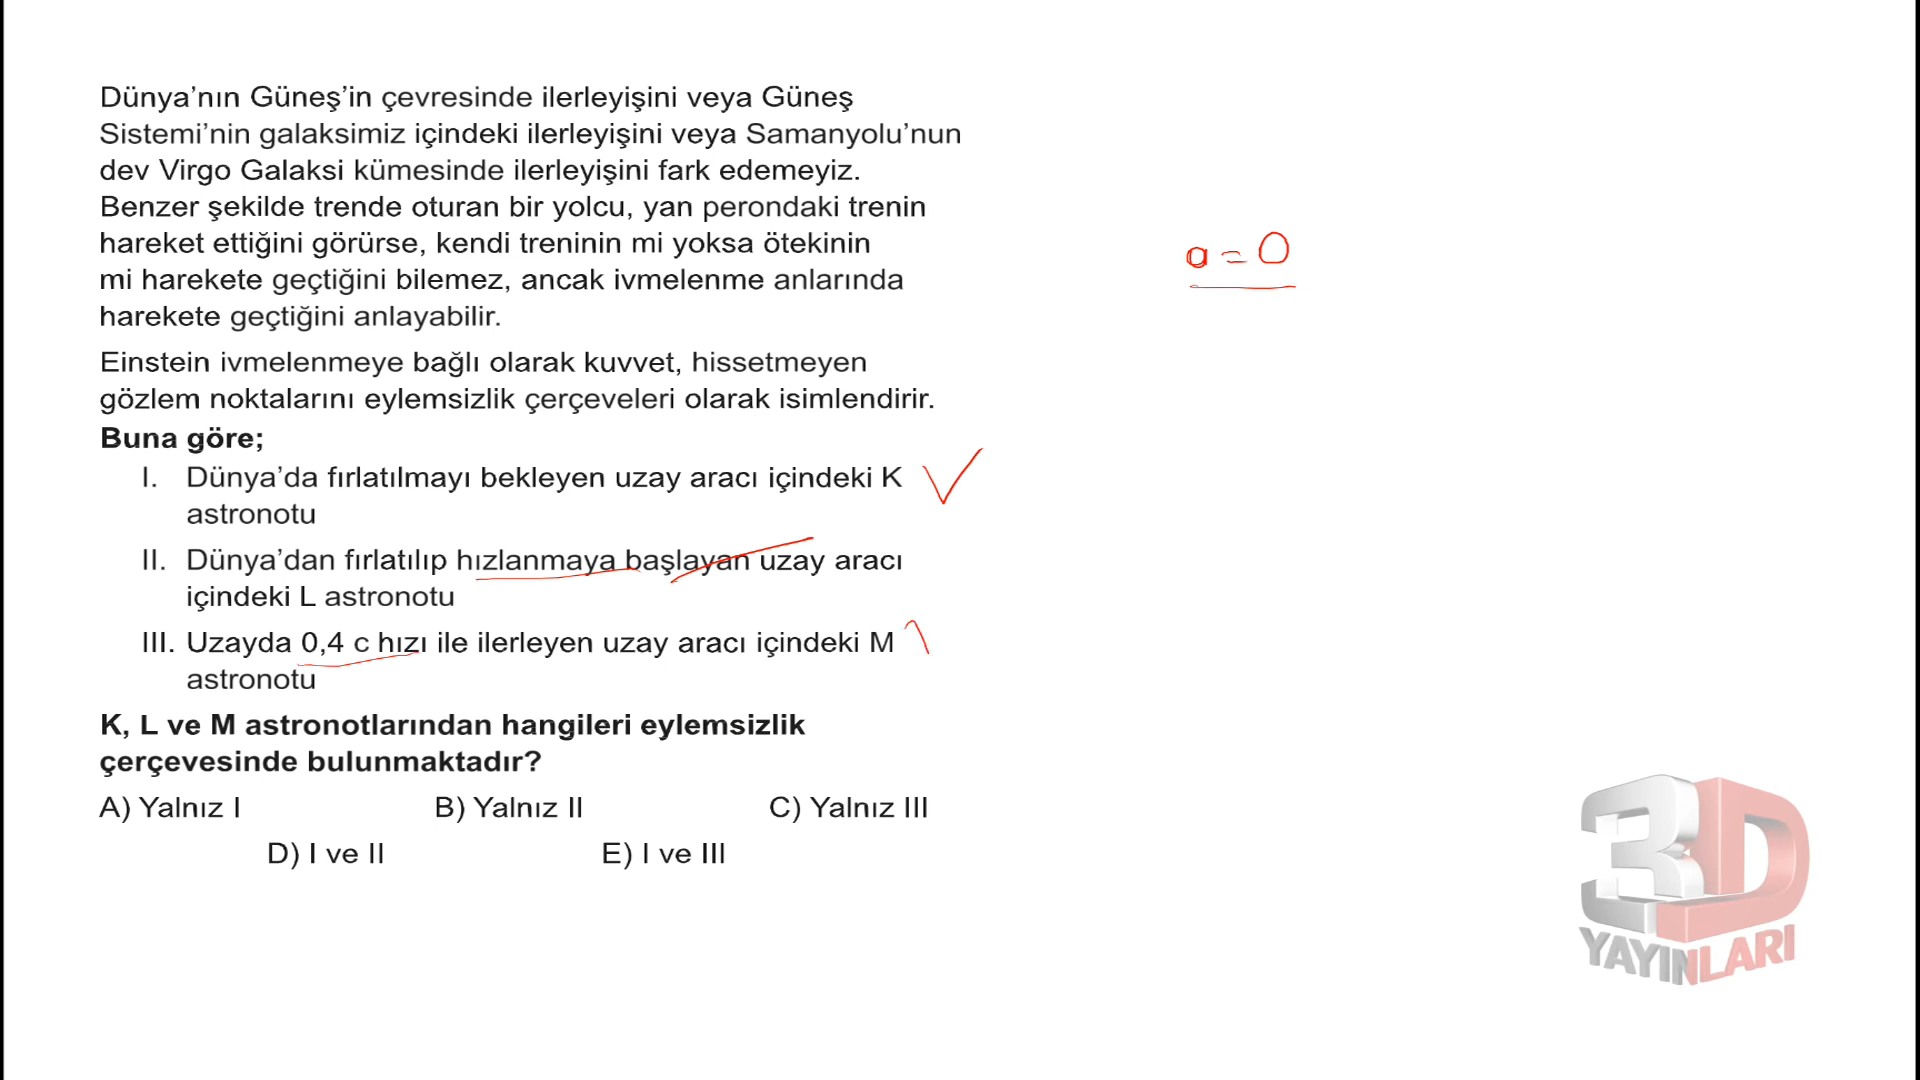 Dünya’nın Güneş’in çevresinde ilerleyişini veya Güneş
Sistemi’nin galaksimiz içindeki ilerleyişini veya Samanyolu’nun
dev Virgo Galaksi kümesinde ilerleyişini fark edemeyiz.
Benzer şekilde trende oturan bir yolcu, yan perondaki trenin
hareket ettiğini görürse, kendi treninin mi yoksa ötekinin
mi harekete geçtiğini bilemez, ancak ivmelenme anlarında
harekete geçtiğini anlayabilir.
a = 0
Einstein ivmelenmeye bağlı olarak kuvvet, hissetmeyen
gözlem noktalarını eylemsizlik çerçeveleri olarak isimlendirir.
Buna göre;
I. Dünya’da fırlatılmayı bekleyen uzay aracı içindeki K
astronotu
II. Dünya’dan fırlatılıp hızlanmaya başlayan uzay aracı
içindeki L astronotu
III. Uzayda 0,4 c hızı ile ilerleyen uzay aracı içindeki M
astronotu
K, L ve M astronotlarından hangileri eylemsizlik
çerçevesinde bulunmaktadır?
A) Yalnız I B) Yalnız II C) Yalnız III
D) I ve II E) I ve III
3D
YAYINLARI